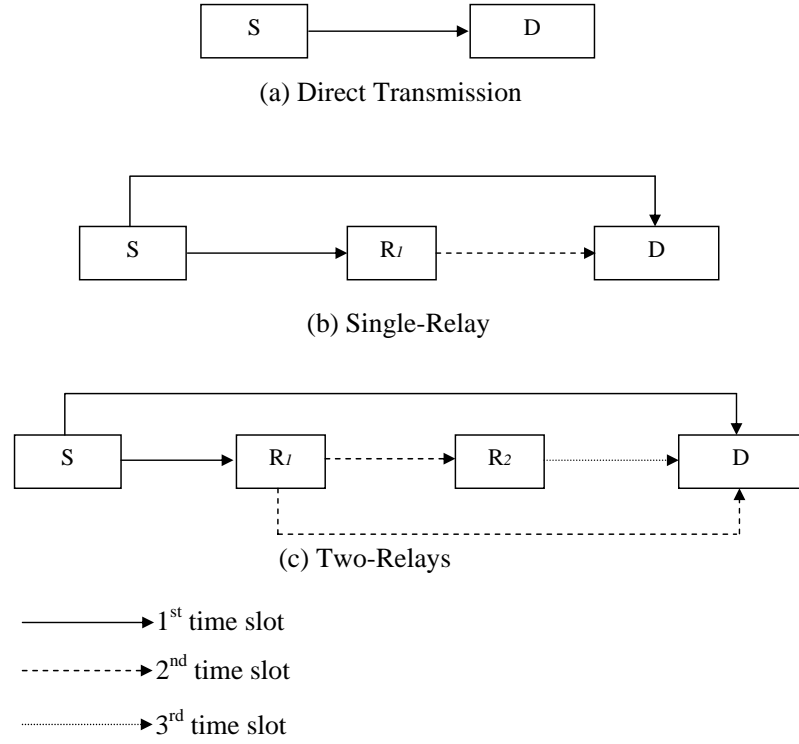 S D
(a) Direct Transmission
S R1 D
(b) Single-Relay
S R1 R2 D
(c) Two-Relays
1st time slot
2nd time slot
3rd time slot